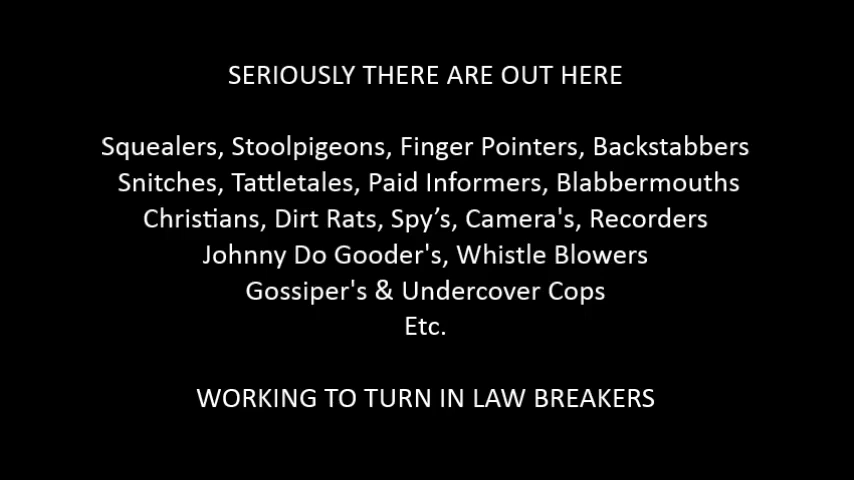 SERIOUSLY THERE ARE OUT HERE
Squealers, Stoolpigeons, Finger Pointers, Backstabbers
Snitches, Tattletales, Paid Informers, Blabbermouths
Christians, Dirt Rats, Spy’s, Camera's, Recorders
Johnny Do Gooder's, Whistle Blowers
Gossiper's & Undercover Cops
Etc.
WORKING TO TURN IN LAW BREAKERS